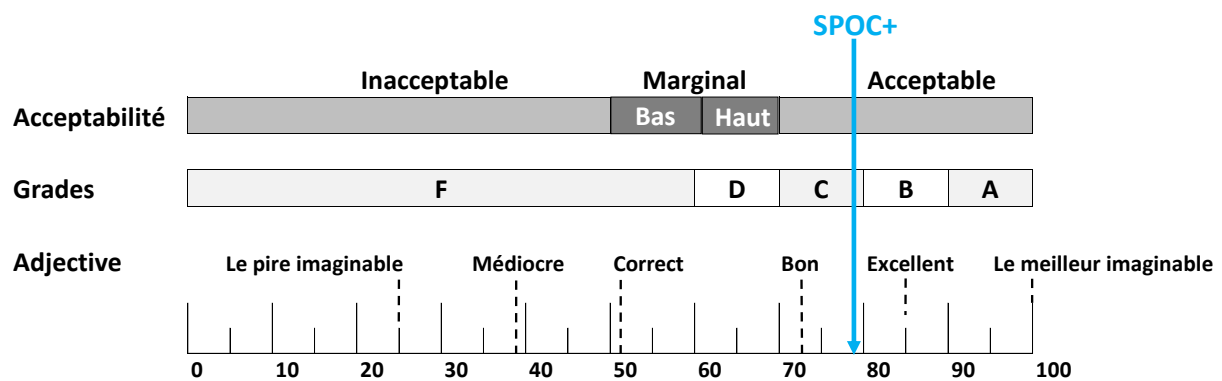 SPOC+
Inacceptable Marginal Acceptable
Acceptabilité Bas Haut
Grades F D C B A
Adjective Le pire imaginable Médiocre Correct Bon Excellent Le meilleur imaginable
0 10 20 30 40 50 60 70 80 90 100